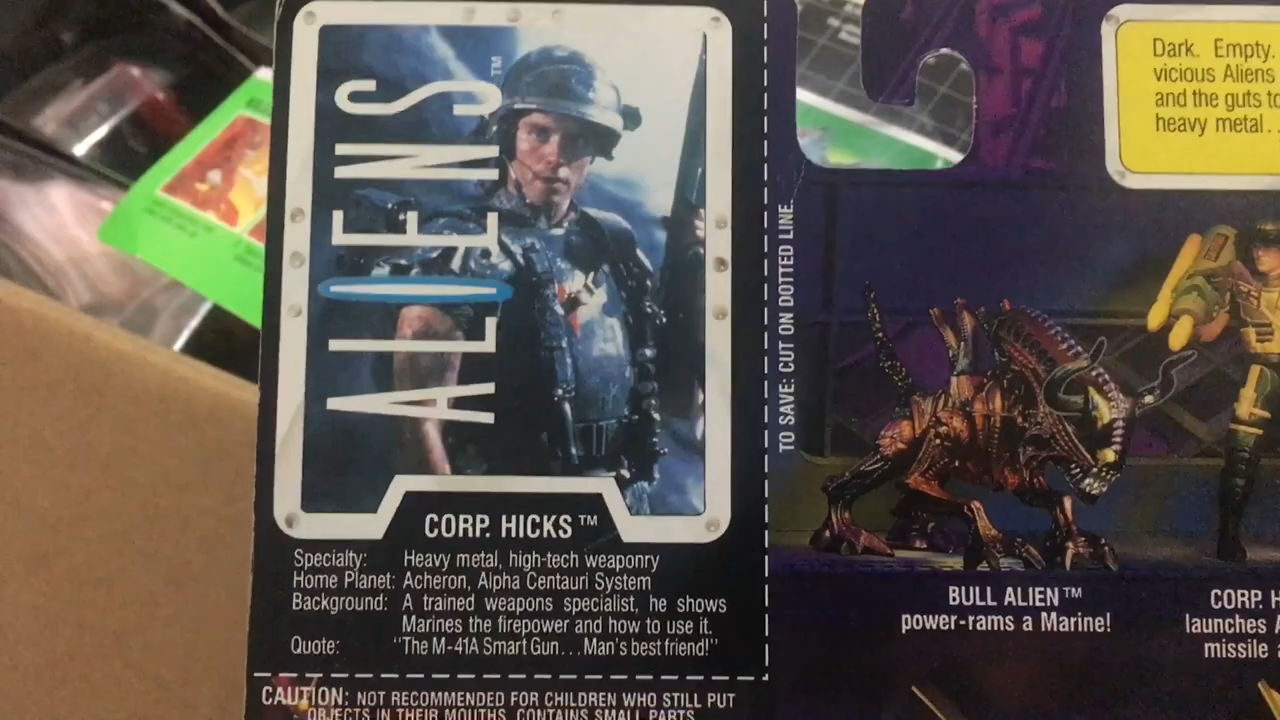 ALIENS™
CORP. HICKS™
Specialty: Heavy metal, high-tech weaponry
Home Planet: Acheron, Alpha Centauri System
Background: A trained weapons specialist, he shows
Marines the firepower and how to use it.
Quote: "The M-41A Smart Gun...Man's best friend!"
CAUTION: NOT RECOMMENDED FOR CHILDREN WHO STILL PUT
OBJECTS IN THEIR MOUTHS. CONTAINS SMALL PARTS.
TO SAVE: CUT ON DOTTED LINE.
Dark. Empty.
vicious Aliens
and the guts to
heavy metal..
BULL ALIEN™
power-rams a Marine!
CORP. H
launches
missile